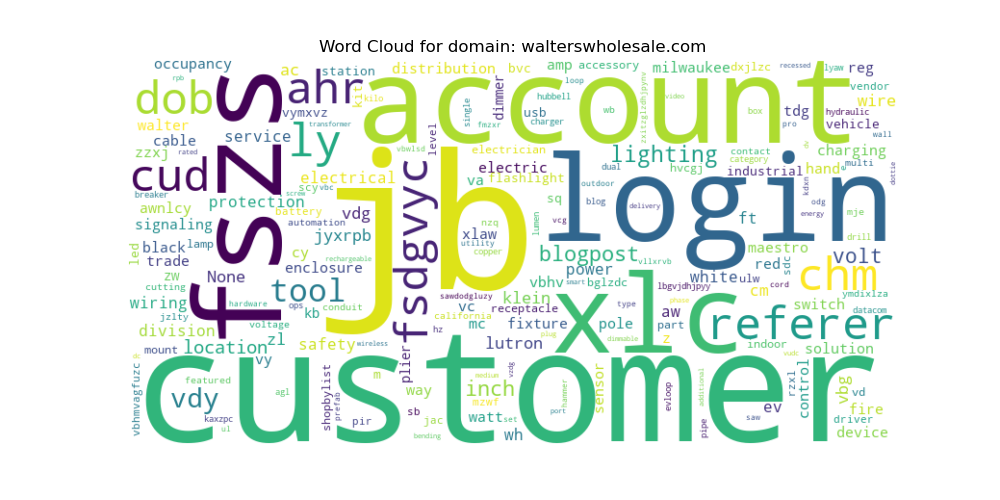 Word Cloud for domain: walterswholesale.com
occupancy
rpb
ac
station
distribution
bvc
amp
accessory
milwaukee
dxjlzc
recessed
lyaw
reg
dob
fszs
ahr
kit
kilo
account
dimmer
loop
hubbell
usb
charger
wb
zxitzglzdhjpynv
video
box
tdg
pro
vendor
wire
hydraulic
vehicle
wall
walter
vymxvz
transformer
single
fmzxr
cable
service
ly
level
vbwlsd
electrician
zzxj
rated
cud
electrical
electric
flashlight
va
jb
login
lighting
contact
category
hvcgj
industrial
dual
charging
multi
hand
dottie
breaker
scy
vbc
screw
protection
battery
fsdgvyc
sq
outdoor
blog
delivery
kdxn
odg
energy
mje
drill
awnlcy
signaling
automation
vdg
jyxrpb
nzq
xlaw
utility
copper
lumen
vcg
ft
maestro
led
black
lamp
trade
None
cy
enclosure
rechargeable
blogpost
power
vllxrvb
white
ulw
red
sdc
volt
zw
cutting
tool
vbhv
bglzdc
smart
lbgvjdhjpyy
cord
cm
chm
ymdixlza
wiring
hardware
ops
conduit
kb
sawdodgluzy
klein
vc
california
receptacle
xlc
type
aw
phase
part
switch
datacom
jzlty
voltage
division
zl
safety
hz
mc
fixture
pole
referer
plug
dimmable
z
indoor
solution
mount
location
vy
wireless
plier
lutron
dc
vbhmvagfuzc
customer
featured
agl
m
medium
vzdg
way
inch
sensor
additional
evloop
rzxl
control
vbg
vd
vdy
kaxzpc
ul
shopbylist
prefab
pir
mzwf
sb
jac
bending
watt
set
wh
hammer
port
pipe
saw
ev
driver
fire
device